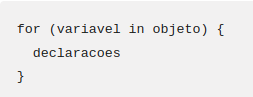 for (variavel in objeto) {
  declaracoes
}